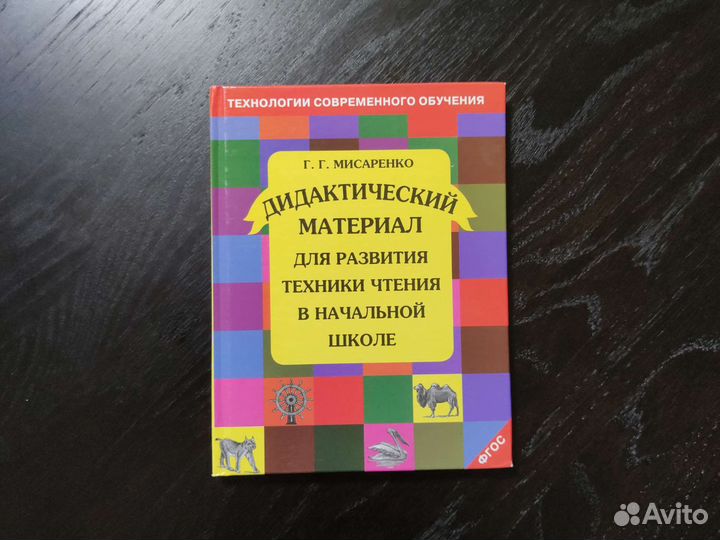 ТЕХНОЛОГИИ СОВРЕМЕННОГО ОБУЧЕНИЯ
Г. Г. МИСАРЕНКО
ДИДАКТИЧЕСКИЙ
МАТЕРИАЛ
ДЛЯ РАЗВИТИЯ
ТЕХНИКИ ЧТЕНИЯ
В НАЧАЛЬНОЙ
ШКОЛЕ
ФГОС
Avito